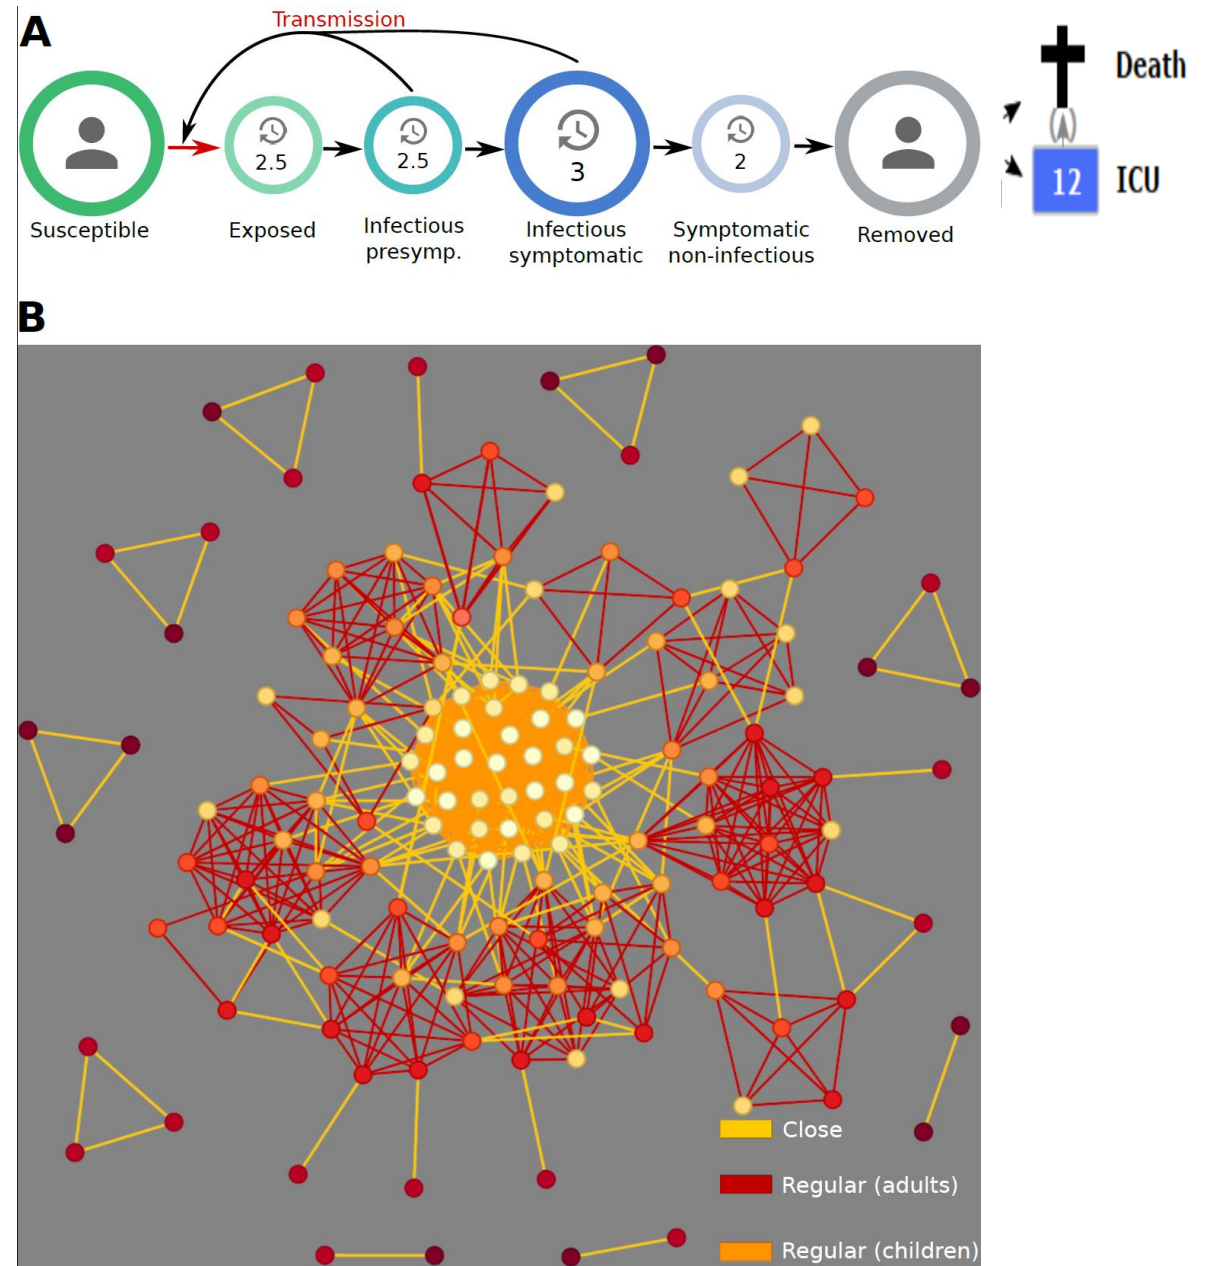 A
Transmission
Death
2.5
2.5
3
2
12
ICU
Susceptible
Exposed
Infectious
presymp.
Infectious
symptomatic
Symptomatic
non-infectious
Removed
B
Close
Regular (adults)
Regular (children)